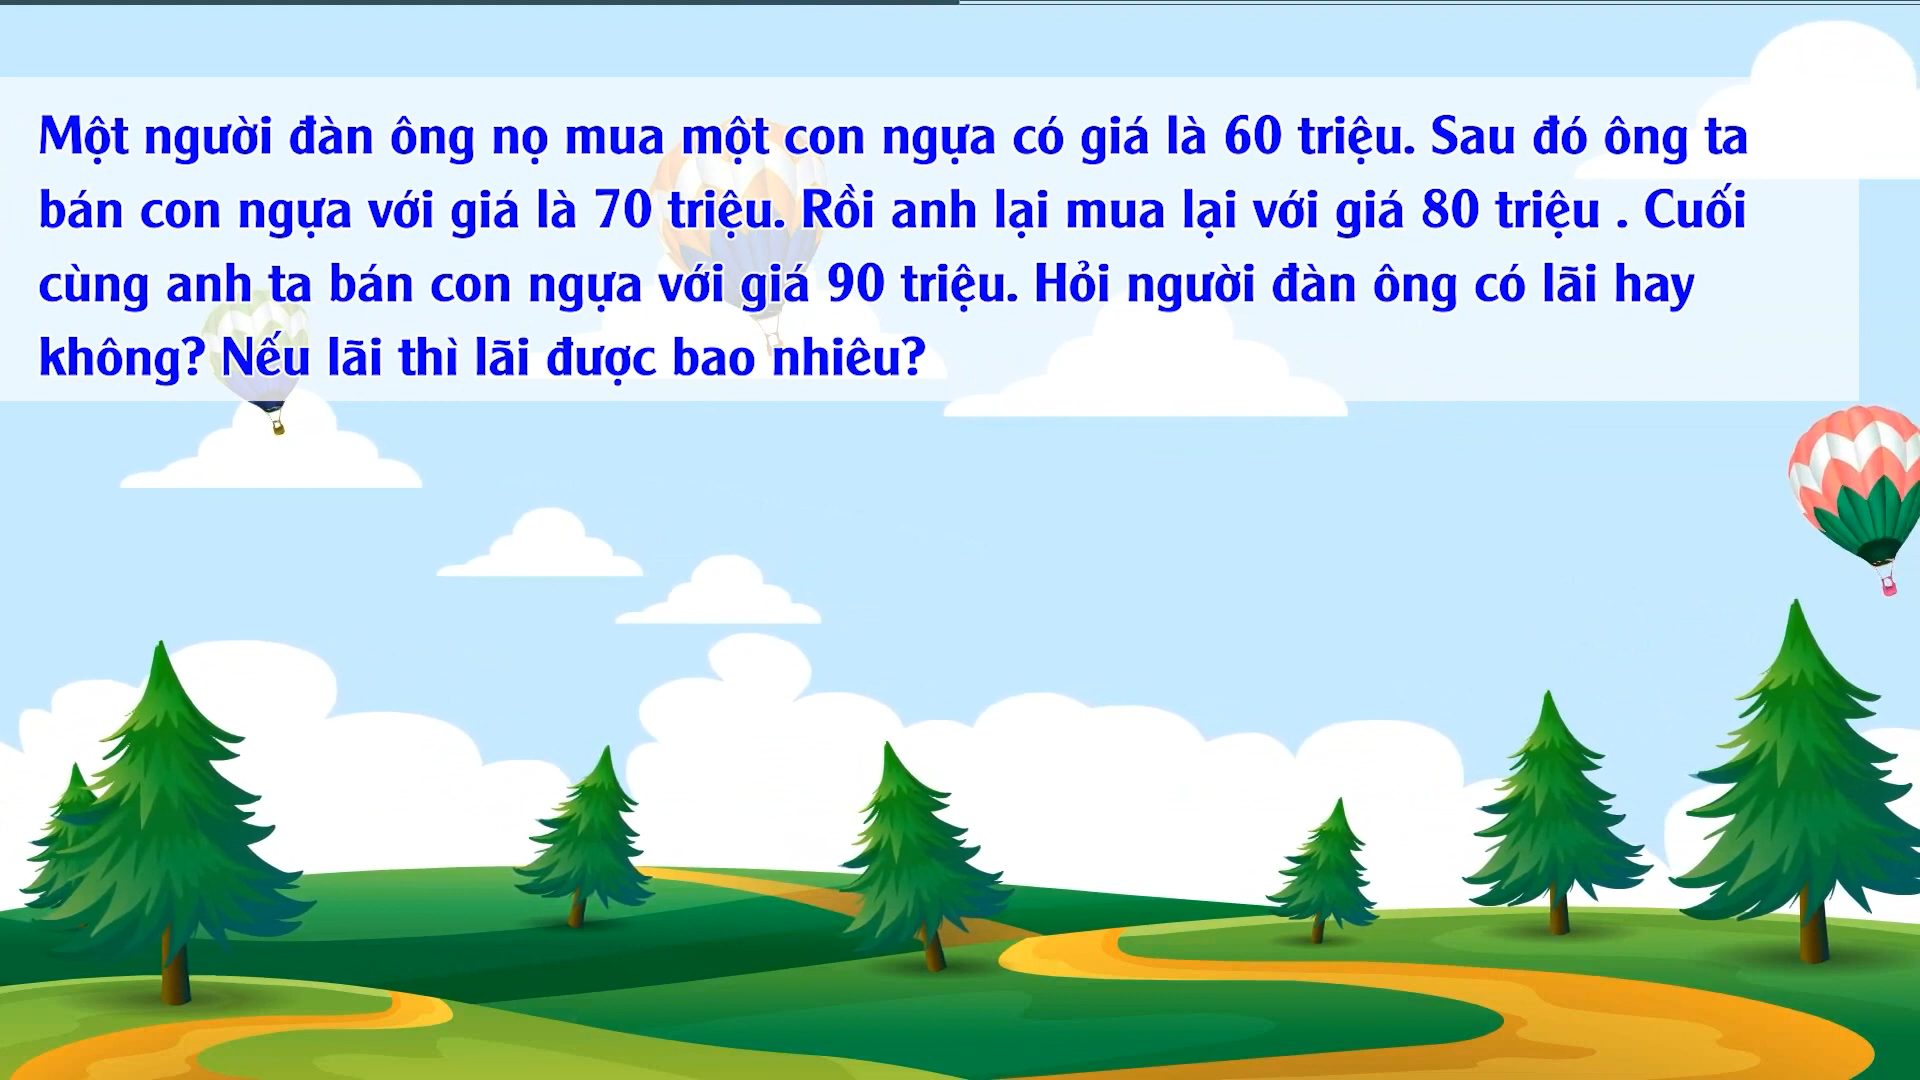 Một người đàn ông nọ mua một con ngựa có giá là 60 triệu. Sau đó ông ta
bán con ngựa với giá là 70 triệu. Rồi anh lại mua lại với giá 80 triệu . Cuối
cùng anh ta bán con ngựa với giá 90 triệu. Hỏi người đàn ông có lãi hay
không? Nếu lãi thì lãi được bao nhiêu?